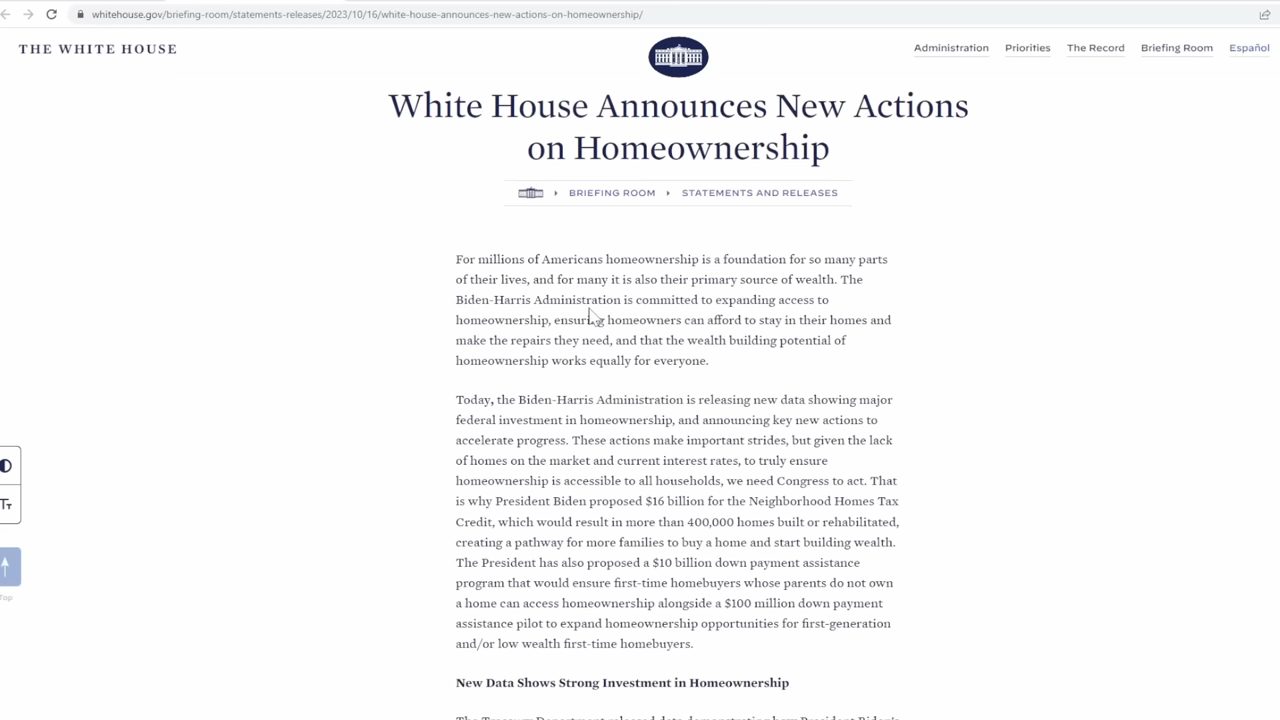 whitehouse.gov/briefing-room/statements-releases/2023/10/16/white-house-announces-new-actions-on-homeownership/
THE WHITE HOUSE
Administration
Priorities
The Record
Briefing Room
Español
White House Announces New Actions
on Homeownership
BRIEFING ROOM
STATEMENTS AND RELEASES
For millions of Americans homeownership is a foundation for so many parts
of their lives, and for many it is also their primary source of wealth. The
Biden-Harris Administration is committed to expanding access to
homeownership, homeowners can afford to stay in their homes and
make the repairs they need, and that the wealth building potential of
homeownership works equally for everyone.
Today, the Biden-Harris Administration is releasing new data showing major
federal investment in homeownership, and announcing key new actions to
accelerate progress. These actions make important strides, but given the lack
of homes on the market and current interest rates, to truly ensure
homeownership is accessible to all households, we need Congress to act. That
is why President Biden proposed $16 billion for the Neighborhood Homes Tax
Credit, which would result in more than 400,000 homes built or rehabilitated,
creating a pathway for more families to buy a home and start building wealth.
The President has also proposed a $10 billion down payment assistance
program that would ensure first-time homebuyers whose parents do not own
a home can access homeownership alongside a $100 million down payment
assistance pilot to expand homeownership opportunities for first-generation
and/or low wealth first-time homebuyers.
Tт
Top
New Data Shows Strong Investment in Homeownership